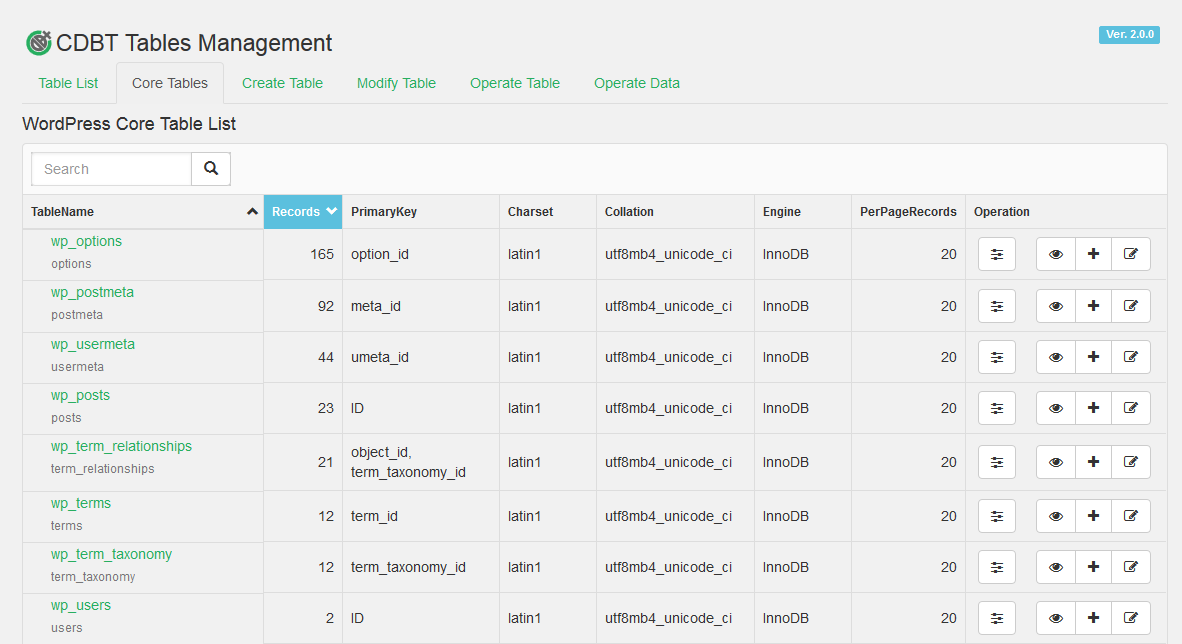 CDBT Tables Management
Ver. 2.0.0
Table List Core Tables Create Table Modify Table Operate Table Operate Data
WordPress Core Table List
Search
TableName Records PrimaryKey Charset Collation Engine PerPageRecords Operation
wp_options
options
165 option_id latin1 utf8mb4_unicode_ci InnoDB 20
wp_postmeta
postmeta
92 meta_id latin1 utf8mb4_unicode_ci InnoDB 20
wp_usermeta
usermeta
44 umeta_id latin1 utf8mb4_unicode_ci InnoDB 20
wp_posts
posts
23 ID latin1 utf8mb4_unicode_ci InnoDB 20
wp_term_relationships
term_relationships
21 object_id,
term_taxonomy_id latin1 utf8mb4_unicode_ci InnoDB 20
wp_terms
terms
12 term_id latin1 utf8mb4_unicode_ci InnoDB 20
wp_term_taxonomy
term_taxonomy
12 term_taxonomy_id latin1 utf8mb4_unicode_ci InnoDB 20
wp_users
users
2 ID latin1 utf8mb4_unicode_ci InnoDB 20